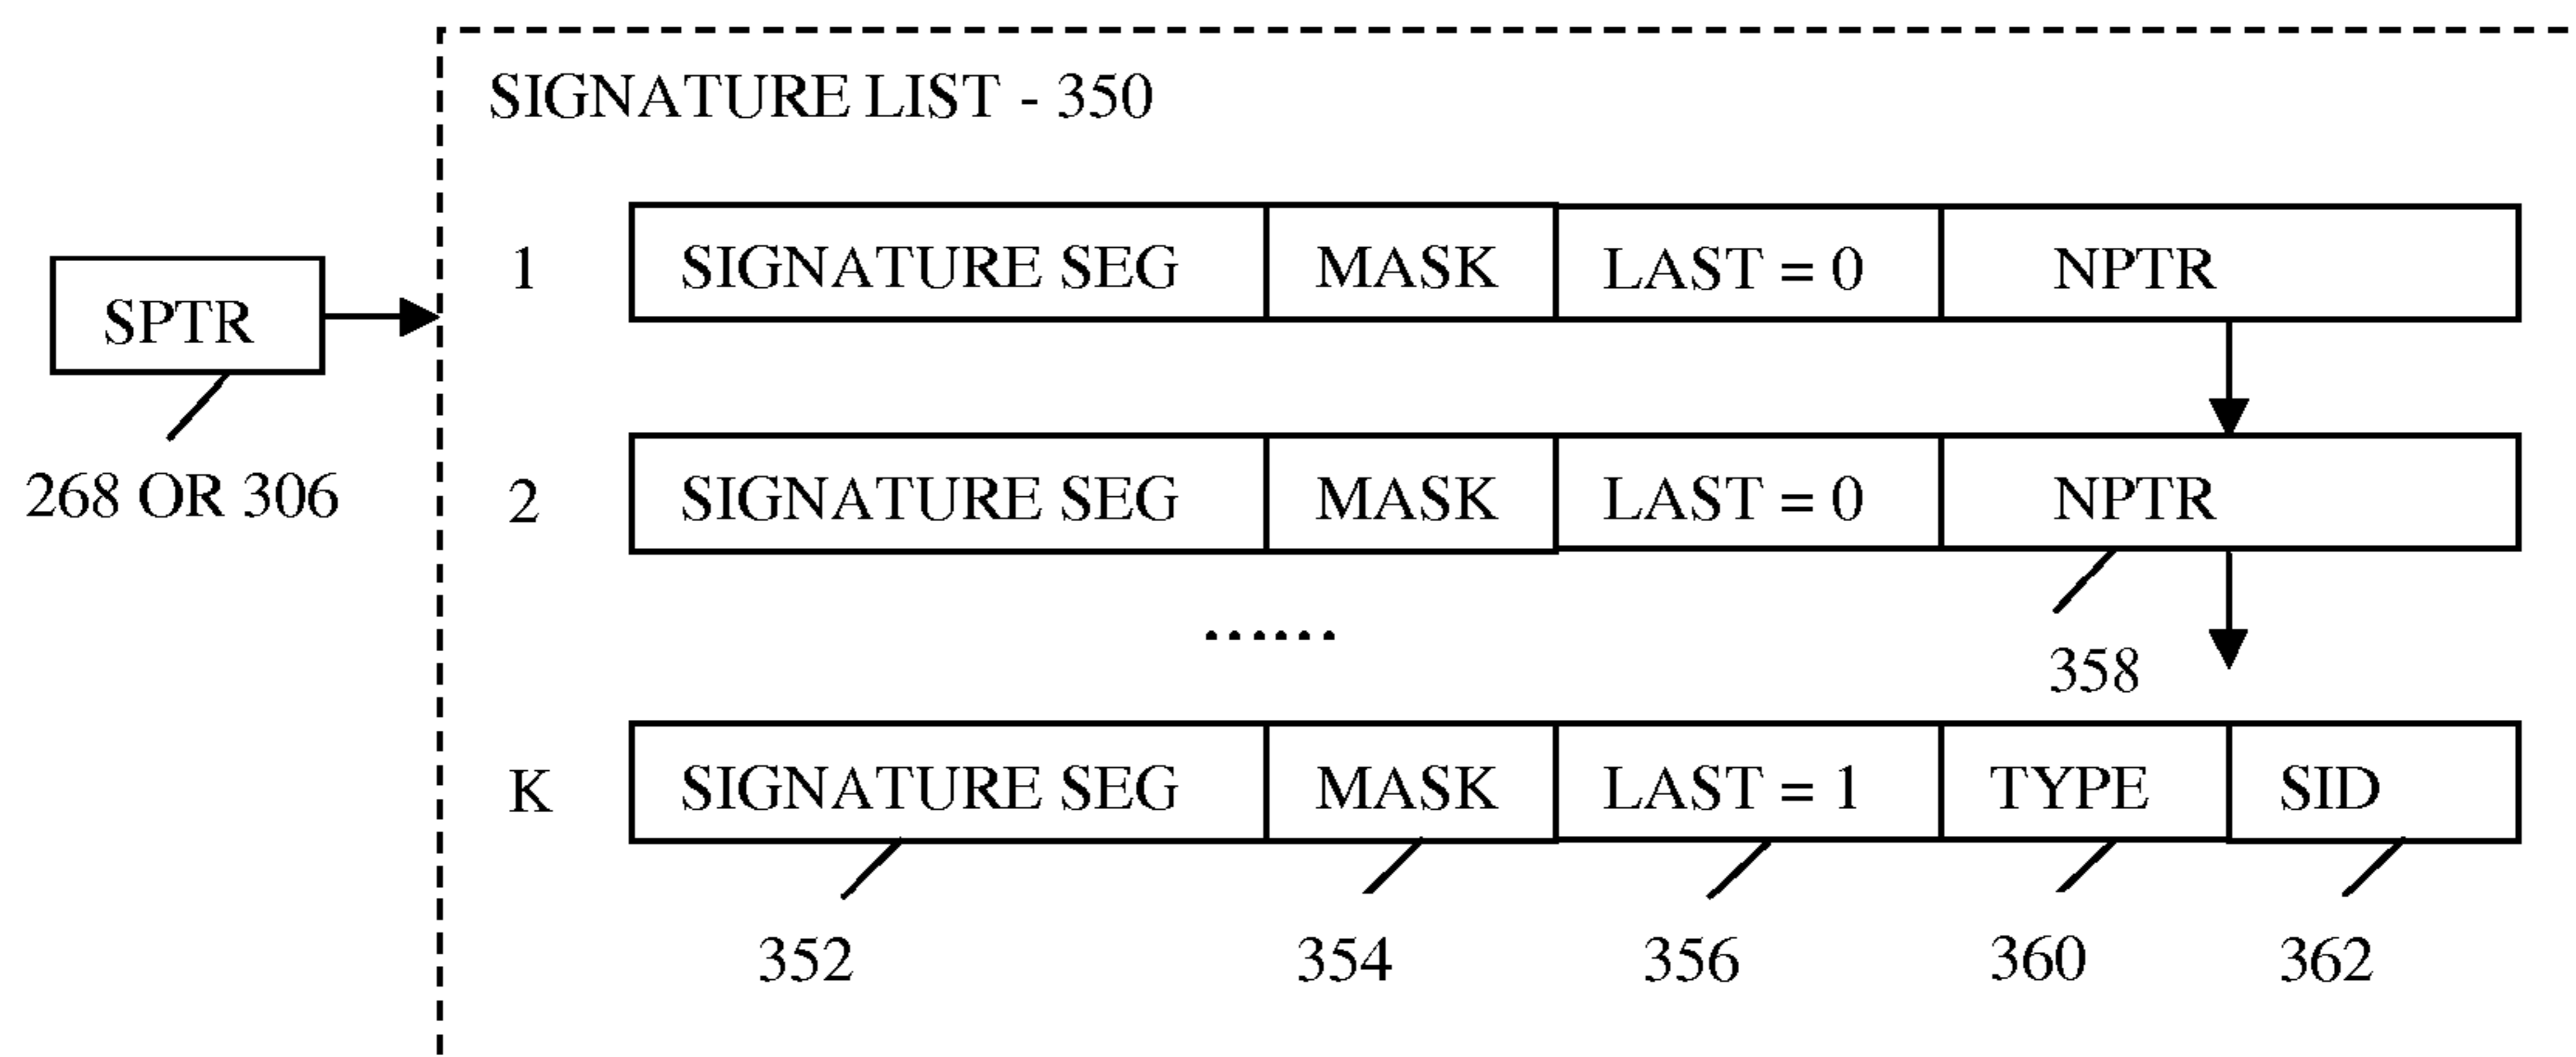 SIGNATURE LIST - 350
1 SIGNATURE SEG MASK LAST = 0 NPTR
SPTR
268 OR 306
2 SIGNATURE SEG MASK LAST = 0 NPTR
......
358
K SIGNATURE SEG MASK LAST = 1 TYPE SID
352 354 356 360 362